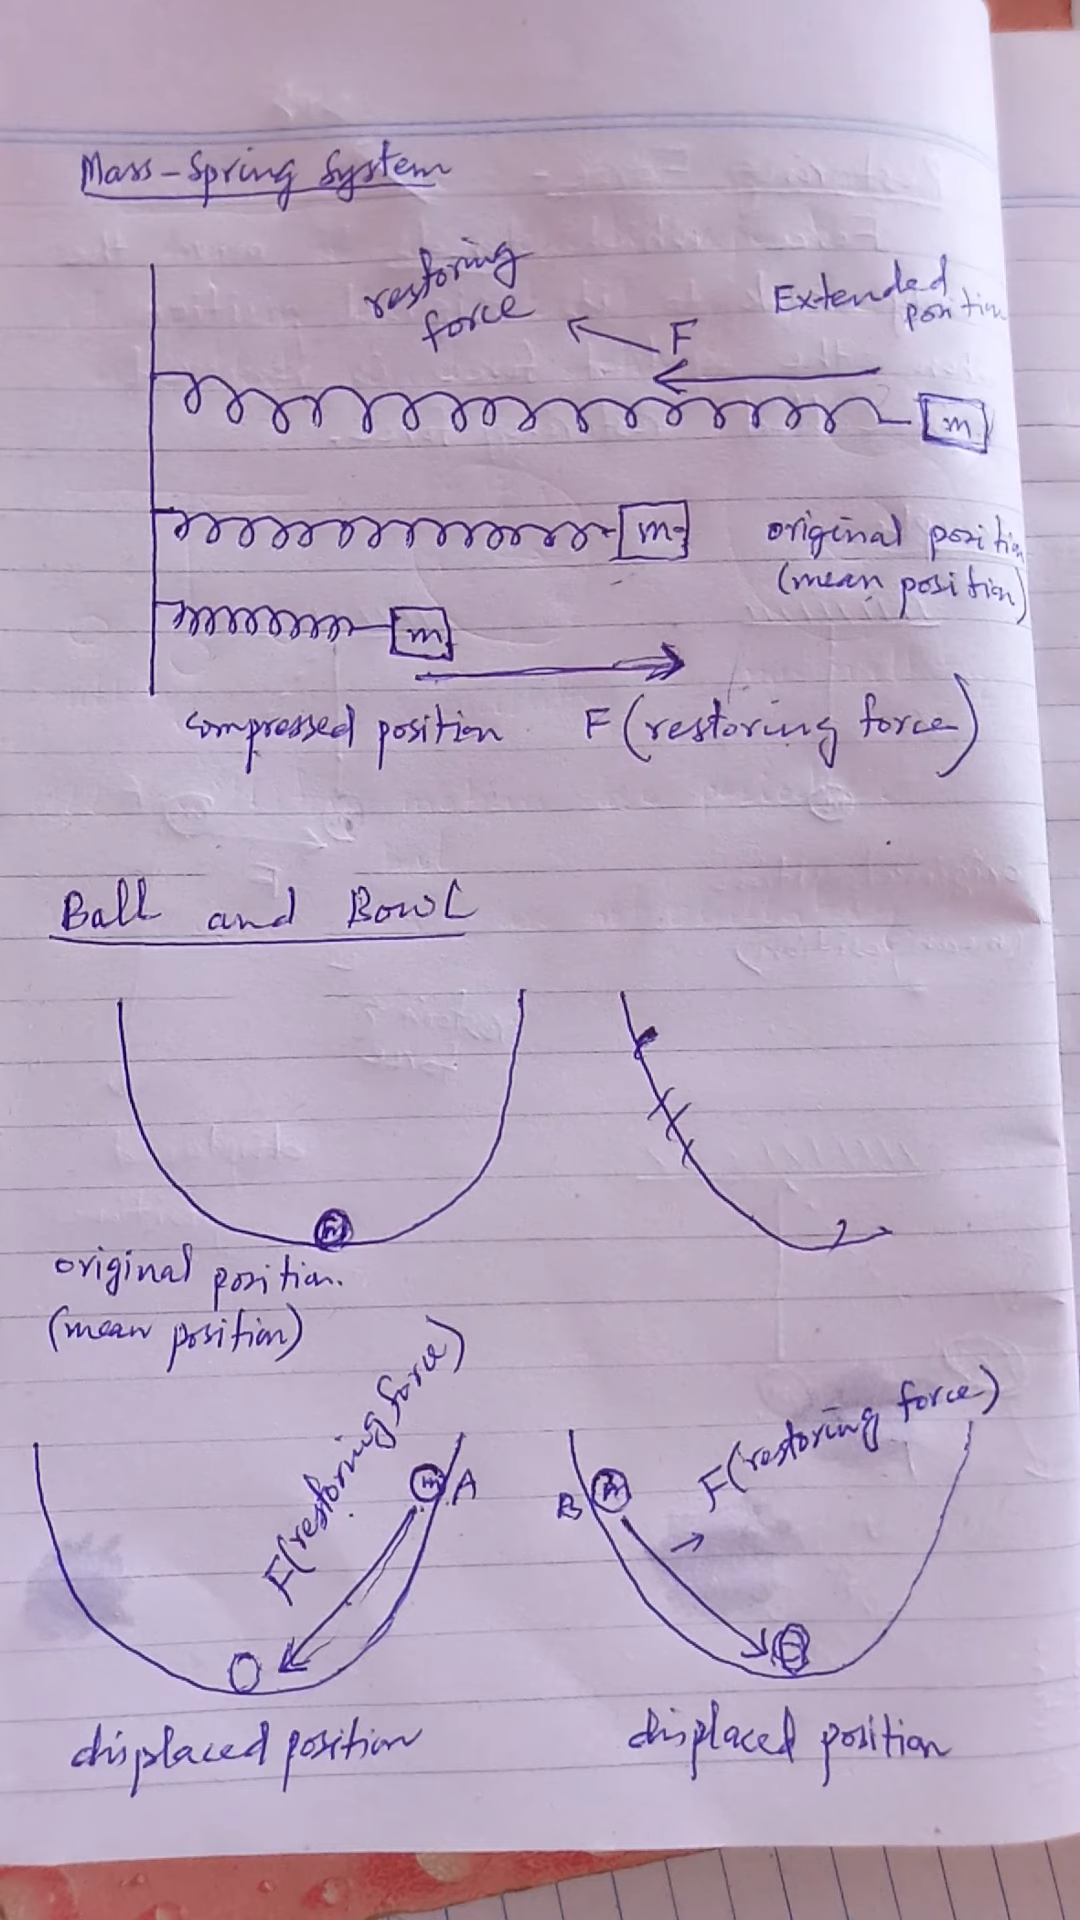 Mass-Spring System
restoring
force
F
Extended
position
m
m
original position
(mean position)
m
compressed position
F (restoring force)
Ball and Bowl
m
original position.
(mean position)
F(restoring force)
m
A
displaced position
F(restoring force)
B
displaced position